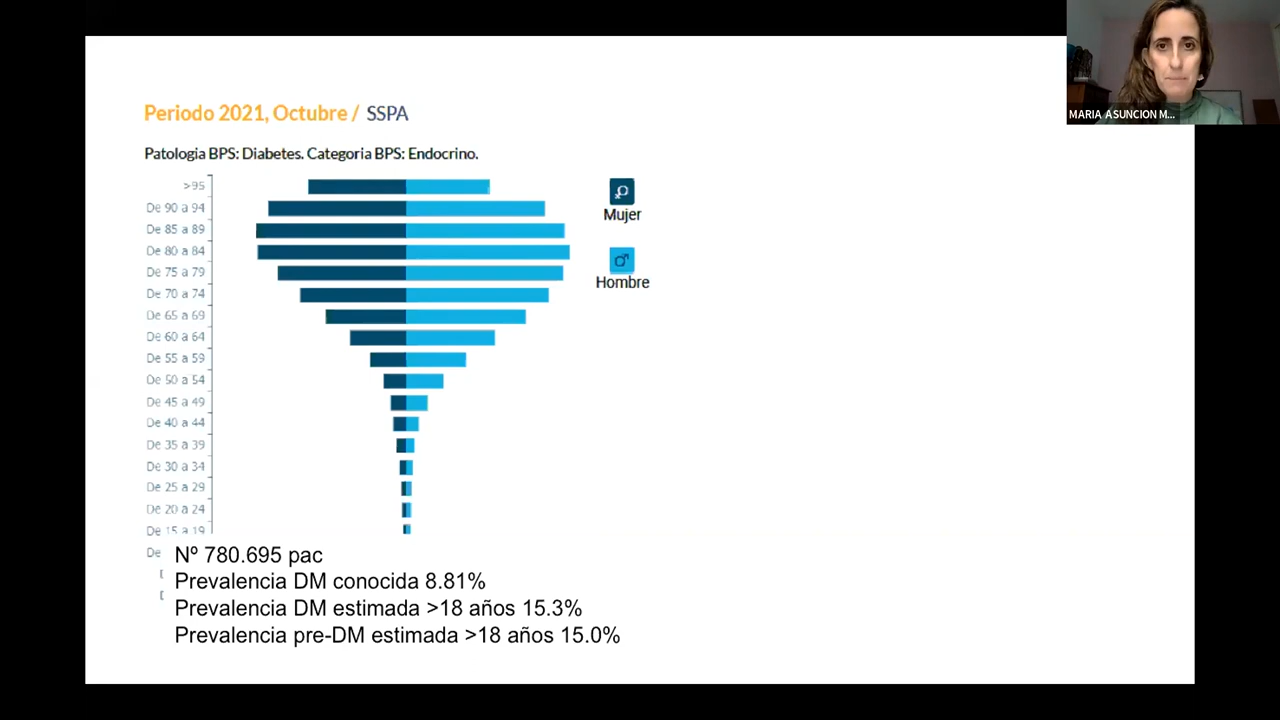 MARIA ASUNCION M...
Periodo 2021, Octubre / SSPA
Patologia BPS: Diabetes. Categoria BPS: Endocrino.
>95
De 90 a 94
De 85 a 89
De 80 a 84
De 75 a 79
De 70 a 74
De 65 a 69
De 60 a 64
De 55 a 59
De 50 a 54
De 45 a 49
De 40 a 44
De 35 a 39
De 30 a 34
De 25 a 29
De 20 a 24
De 15 a 19
De
Mujer
Hombre
Nº 780.695 pac
Prevalencia DM conocida 8.81%
Prevalencia DM estimada >18 años 15.3%
Prevalencia pre-DM estimada >18 años 15.0%